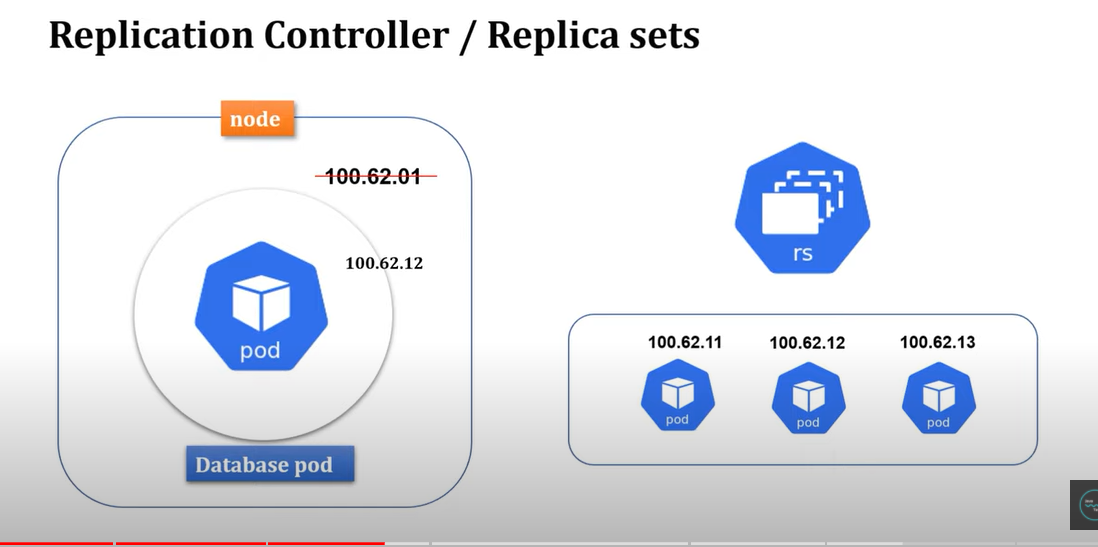 Replication Controller / Replica sets
node
100.62.01
100.62.12
pod
Database pod
rs
100.62.11 100.62.12 100.62.13
pod pod pod